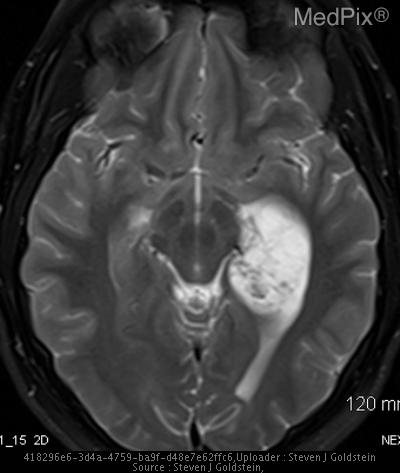 MedPix®
120 mm
1_15 2D
NEX
418296e6-3d4a-4759-ba9f-d48e7e62ffc6,Uploader : Steven J Goldstein
Source : Steven J Goldstein,